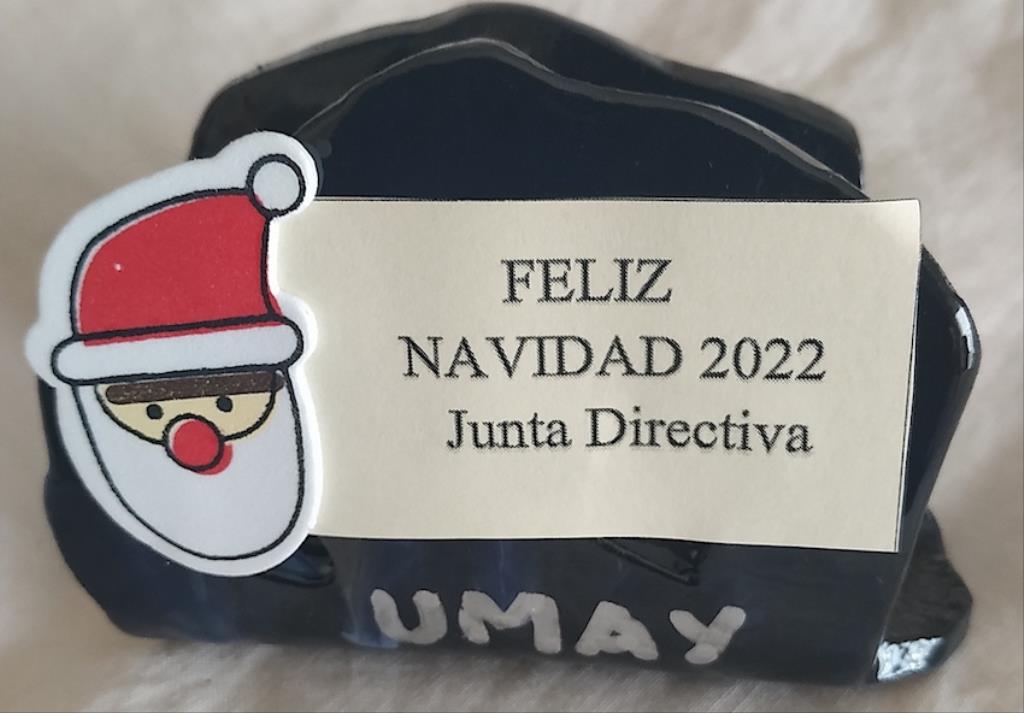 FELIZ
NAVIDAD 2022
Junta Directiva
UMAY